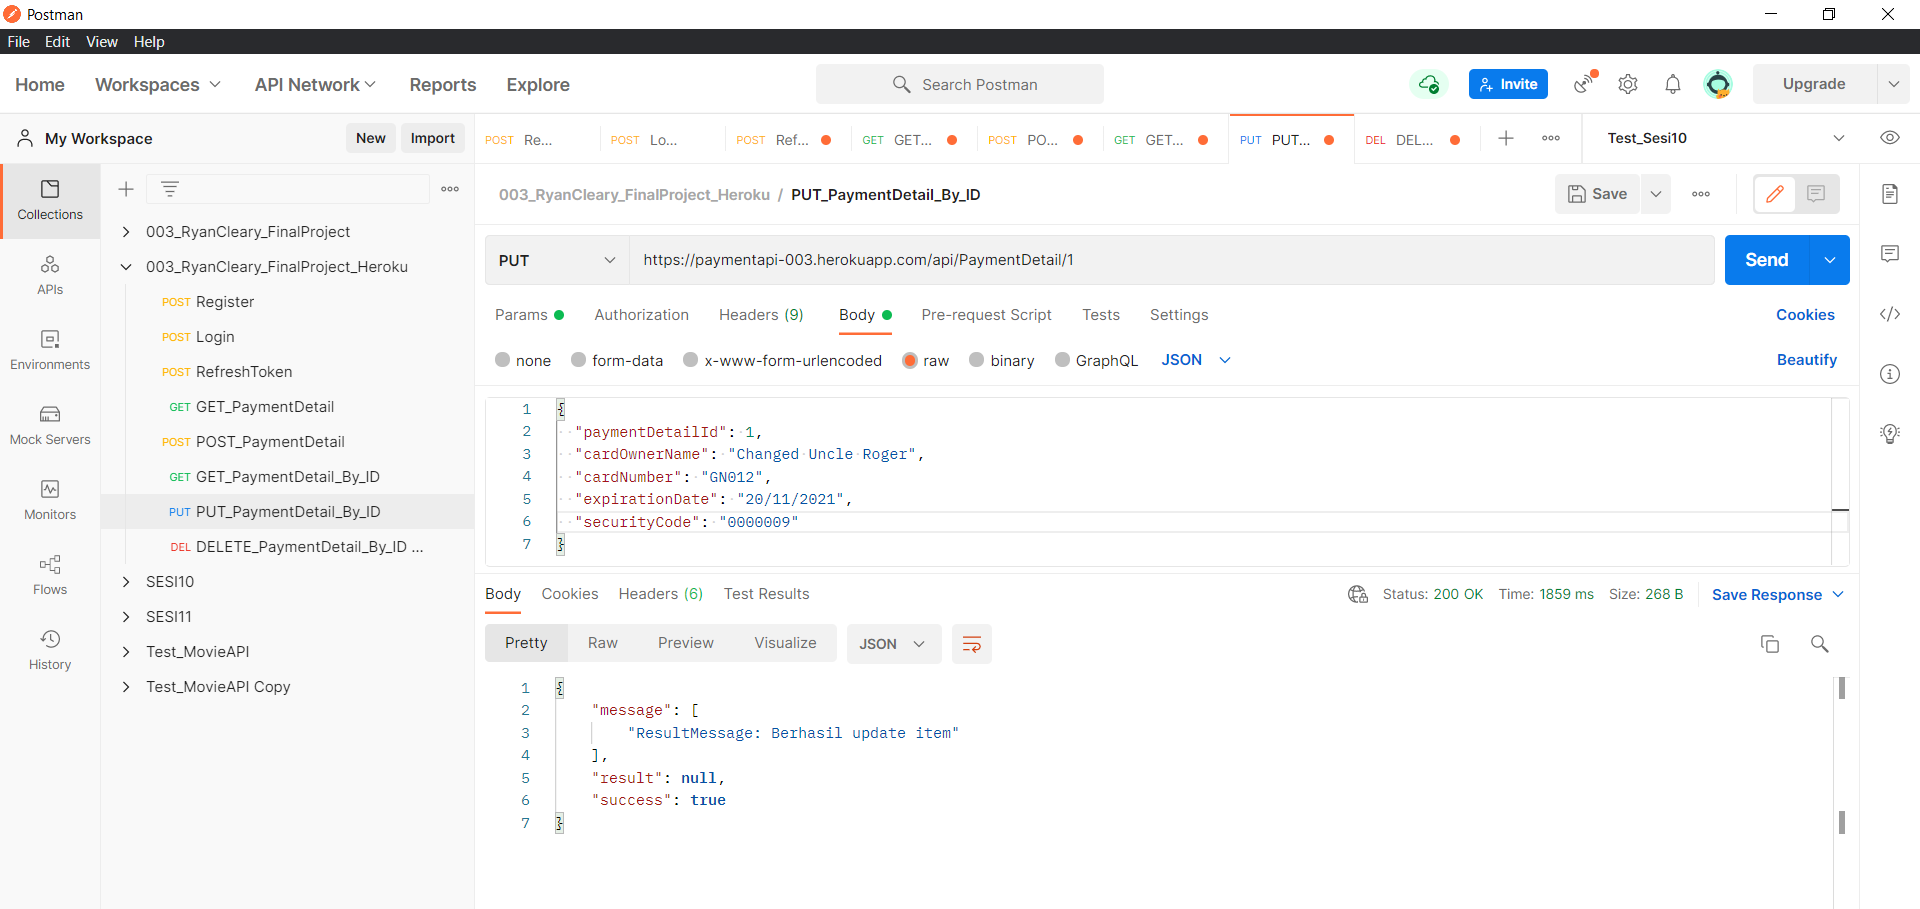 Postman
File Edit View Help
Home Workspaces API Network Reports Explore Search Postman Invite Upgrade
My Workspace New Import
POST Re... POST Lo... POST Ref... GET GET... POST PO... GET GET... PUT PUT... DEL DEL... Test_Sesi10
Collections
APIs
Environments
Mock Servers
Monitors
Flows
History
003_RyanCleary_FinalProject
003_RyanCleary_FinalProject_Heroku
POST Register
POST Login
POST RefreshToken
GET GET_PaymentDetail
POST POST_PaymentDetail
GET GET_PaymentDetail_By_ID
PUT PUT_PaymentDetail_By_ID
DEL DELETE_PaymentDetail_By_ID ...
SESI10
SESI11
Test_MovieAPI
Test_MovieAPI Copy
003_RyanCleary_FinalProject_Heroku / PUT_PaymentDetail_By_ID Save
PUT https://paymentapi-003.herokuapp.com/api/PaymentDetail/1 Send
Params Authorization Headers (9) Body Pre-request Script Tests Settings Cookies
none form-data x-www-form-urlencoded raw binary GraphQL JSON Beautify
1 {
2 "paymentDetailId": 1,
3 "cardOwnerName": "Changed Uncle Roger",
4 "cardNumber": "GN012",
5 "expirationDate": "20/11/2021",
6 "securityCode": "0000009"
7 }
Body Cookies Headers (6) Test Results Status: 200 OK Time: 1859 ms Size: 268 B Save Response
Pretty Raw Preview Visualize JSON
1 {
2 "message": [
3 "ResultMessage: Berhasil update item"
4 ],
5 "result": null,
6 "success": true
7 }